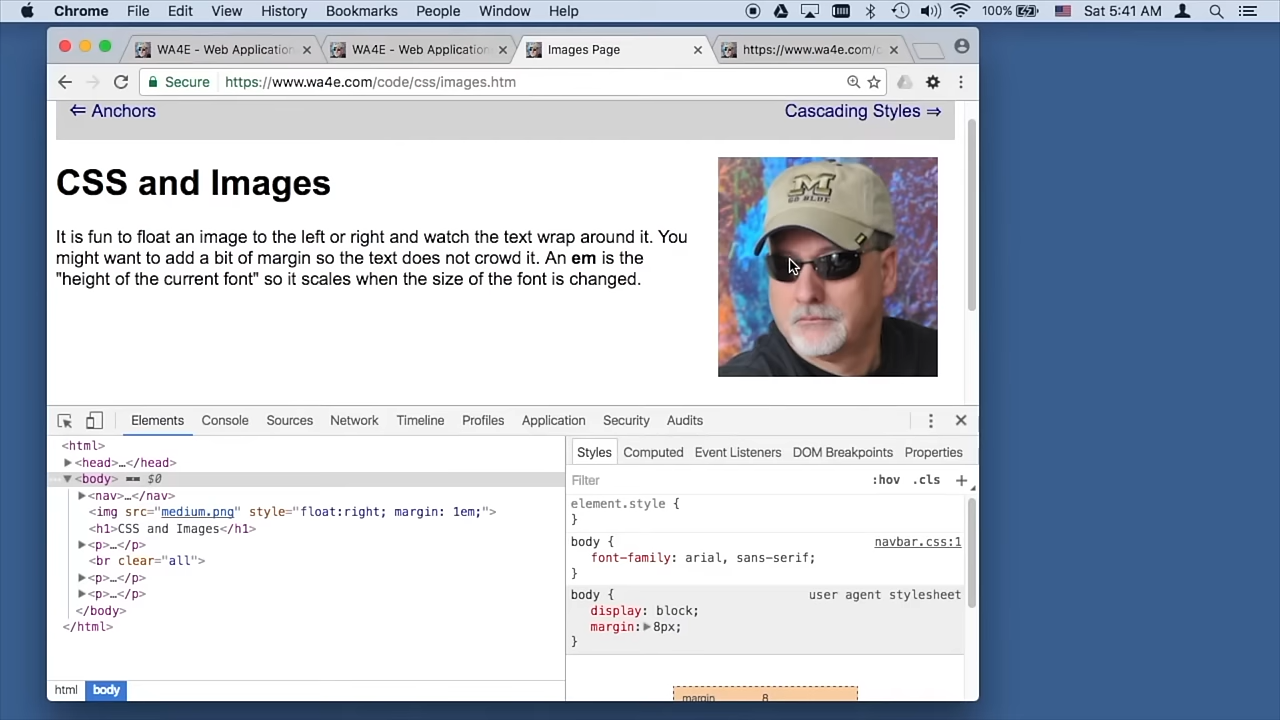 Chrome File Edit View History Bookmarks People Window Help 100% Sat 5:41 AM
WA4E - Web Application × WA4E - Web Application × Images Page × https://www.wa4e.com/c ×
Secure https://www.wa4e.com/code/css/images.htm
⇐ Anchors Cascading Styles ⇒
CSS and Images
It is fun to float an image to the left or right and watch the text wrap around it. You
might want to add a bit of margin so the text does not crowd it. An em is the
"height of the current font" so it scales when the size of the font is changed.
M
GO BLUE
Elements Console Sources Network Timeline Profiles Application Security Audits
<html>
▶<head>…</head>
… ▼<body> == $0
▶<nav>…</nav>
<img src="medium.png" style="float:right; margin: 1em;">
<h1>CSS and Images</h1>
▶<p>…</p>
<br clear="all">
▶<p>…</p>
▶<p>…</p>
</body>
</html>
html body
Styles Computed Event Listeners DOM Breakpoints Properties
Filter :hov .cls +
element.style {
}
body { navbar.css:1
font-family: arial, sans-serif;
}
body { user agent stylesheet
display: block;
margin:▶8px;
}
margin 8